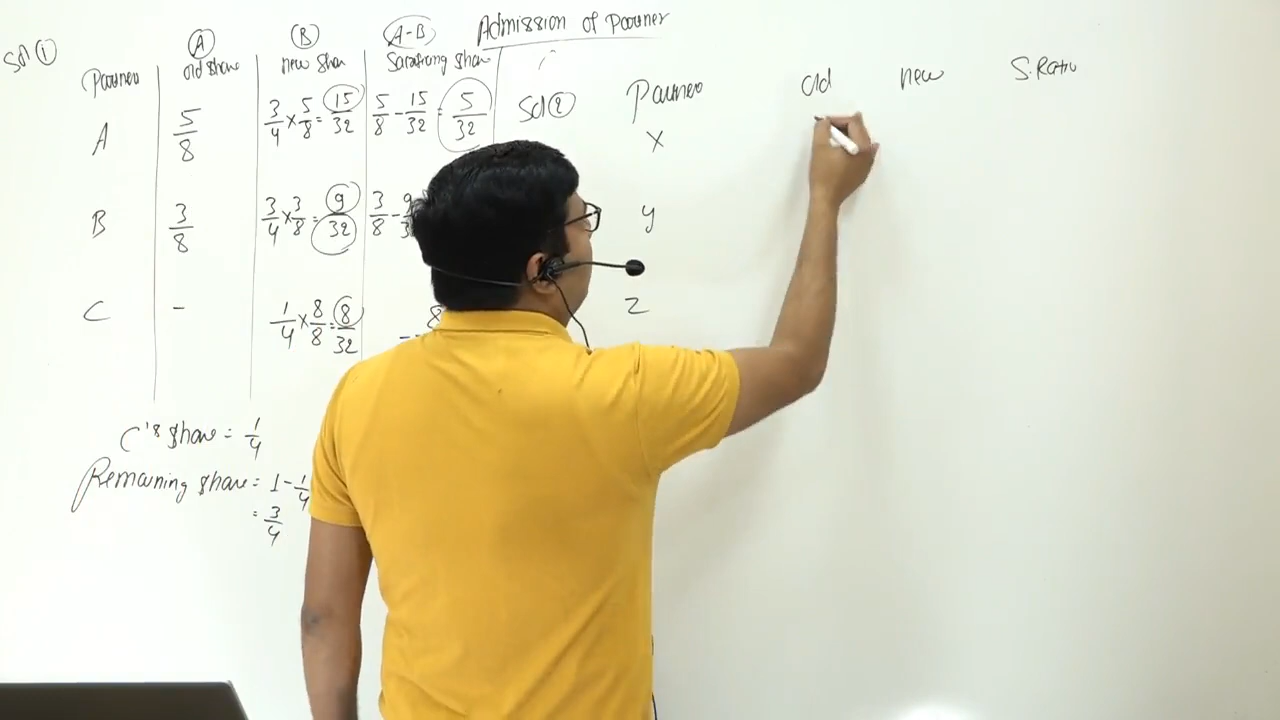 Admission of Partner
Sol ①
Partner
Ⓐ
old share
Ⓑ
new share
A-B
Sacrificing share
A
5/8
3/4 × 5/8 = 15/32
5/8 - 15/32 = 5/32
B
3/8
3/4 × 3/8 = 9/32
3/8 -
C
-
1/4 × 8/8 = 8/32
C's share = 1/4
Remaining share = 1 - 1/4
= 3/4
Sol ②
Partner
old
new
S. Ratio
X
y
Z